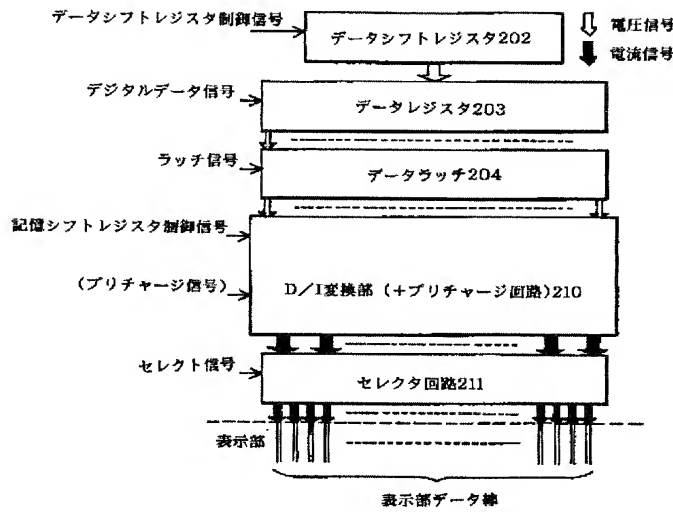 データシフトレジスタ制御信号
データシフトレジスタ202
電圧信号
電流信号
デジタルデータ信号
データレジスタ203
ラッチ信号
データラッチ204
記憶シフトレジスタ制御信号
(プリチャージ信号)
D/I変換部(+プリチャージ回路)210
セレクト信号
セレクタ回路211
表示部
表示部データ線